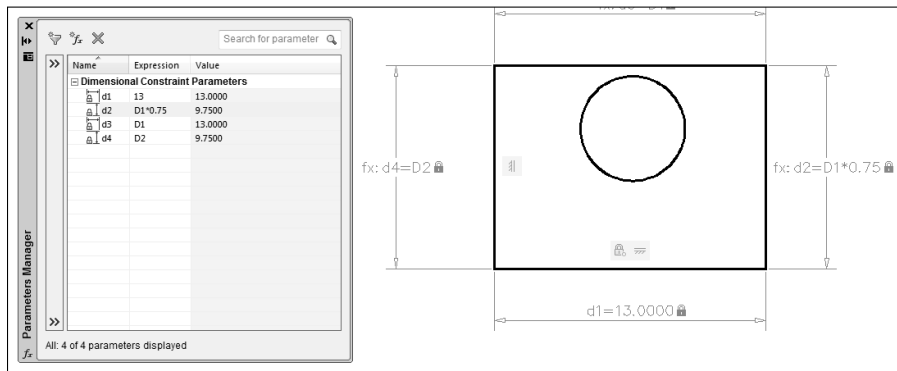 Search for parameter
Name Expression Value
Dimensional Constraint Parameters
d1 13 13.0000
d2 D1*0.75 9.7500
d3 D1 13.0000
d4 D2 9.7500
Parameters Manager
All: 4 of 4 parameters displayed
fx: d4=D2
fx: d2=D1*0.75
d1=13.0000